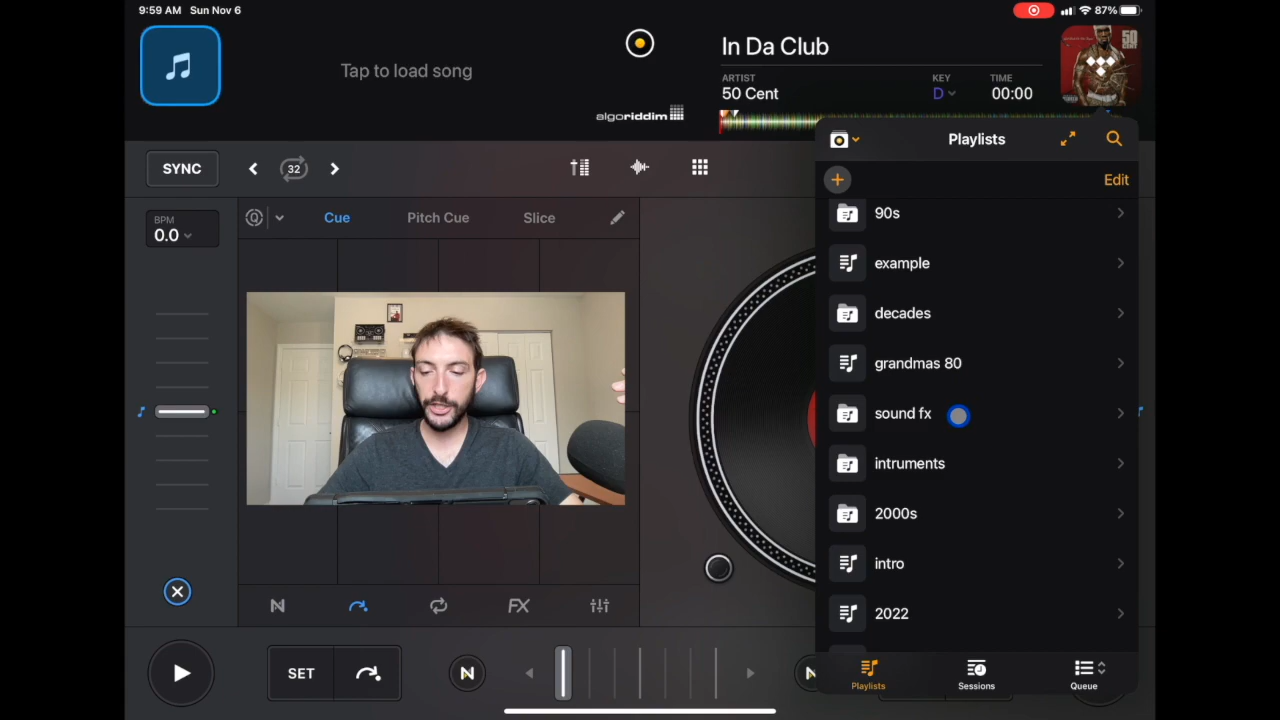 9:59 AM Sun Nov 6
87%
Tap to load song
algoriddim
In Da Club
ARTIST
50 Cent
KEY
D
TIME
00:00
50
CENT
SYNC
32
Playlists
Edit
BPM
0.0
Cue
Pitch Cue
Slice
90s
example
decades
grandmas 80
sound fx
intruments
2000s
intro
2022
FX
SET
Playlists
Sessions
Queue